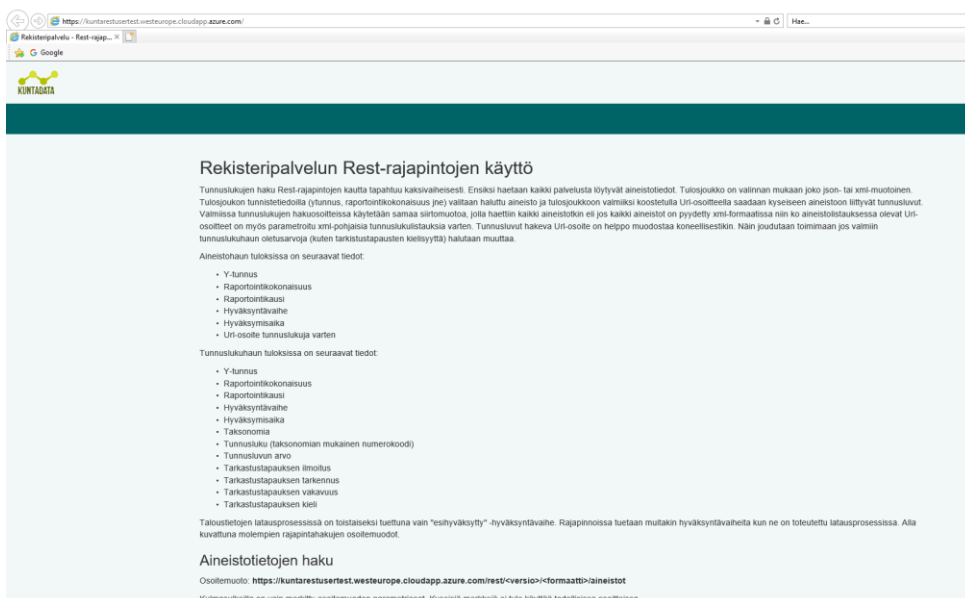 https://kuntarestusertest.westeurope.cloudapp.azure.com/
Hae...
Rekisteripalvelu - Rest-rajap...
Google
KUNTADATA
Rekisteripalvelun Rest-rajapintojen käyttö
Tunnuslukujen haku Rest-rajapintojen kautta tapahtuu kaksivaiheisesti. Ensiksi haetaan kaikki palvelusta löytyvät aineistotiedot. Tulosjoukko on valinnan mukaan joko json- tai xml-muotoinen.
Tulosjoukon tunnistetiedoilla (ytunnus, raportointikokonaisuus jne) valitaan haluttu aineisto ja tulosjoukkoon valmiiksi koostetulla Url-osoitteella saadaan kyseiseen aineistoon liittyvät tunnusluvut.
Valmiissa tunnuslukujen hakuosoitteissa käytetään samaa siirtomuotoa, jolla haettiin kaikki aineistotkin eli jos kaikki aineistot on pyydetty xml-formaatissa niin ko aineistolistauksessa olevat Url-
osoitteet on myös parametroitu xml-pohjaisia tunnuslukulistauksia varten. Tunnusluvut hakeva Url-osoite on helppo muodostaa koneellisestikin. Näin joudutaan toimimaan jos valmiin
tunnuslukuhaun oletusarvoja (kuten tarkistustapausten kielisyyttä) halutaan muuttaa.
Aineistohaun tuloksissa on seuraavat tiedot:
• Y-tunnus
• Raportointikokonaisuus
• Raportointikausi
• Hyväksyntävaihe
• Hyväksymisaika
• Url-osoite tunnuslukuja varten
Tunnuslukuhaun tuloksissa on seuraavat tiedot:
• Y-tunnus
• Raportointikokonaisuus
• Raportointikausi
• Hyväksyntävaihe
• Hyväksymisaika
• Taksonomia
• Tunnusluku (taksonomian mukainen numerokoodi)
• Tunnusluvun arvo
• Tarkastustapauksen ilmoitus
• Tarkastustapauksen tarkennus
• Tarkastustapauksen vakavuus
• Tarkastustapauksen kieli
Taloustietojen latausprosessissä on toistaiseksi tuettuna vain "esihyväksytty" -hyväksyntävaihe. Rajapinnoissa tuetaan muitakin hyväksyntävaiheita kun ne on toteutettu latausprosessissa. Alla
kuvattuna molempien rajapintahakujen osoitemuodot.
Aineistotietojen haku
Osoitemuoto: https://kuntarestusertest.westeurope.cloudapp.azure.com/rest/<versio>/<formaatti>/aineistot